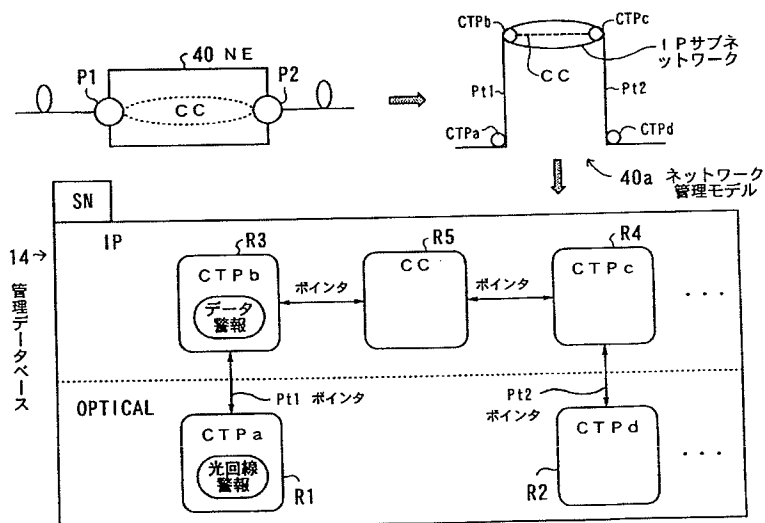 40 NE
P1
P2
CC
CTPb
CTPc
IPサブネ
ットワーク
CC
Pt1
Pt2
CTPa
CTPd
40a ネットワーク
管理モデル
SN
14
管理データベース
IP
R3
CTPb
データ
警報
ポインタ
R5
CC
ポインタ
R4
CTPc
...
Pt1 ポインタ
Pt2
ポインタ
OPTICAL
CTPa
光回線
警報
R1
CTPd
R2
...